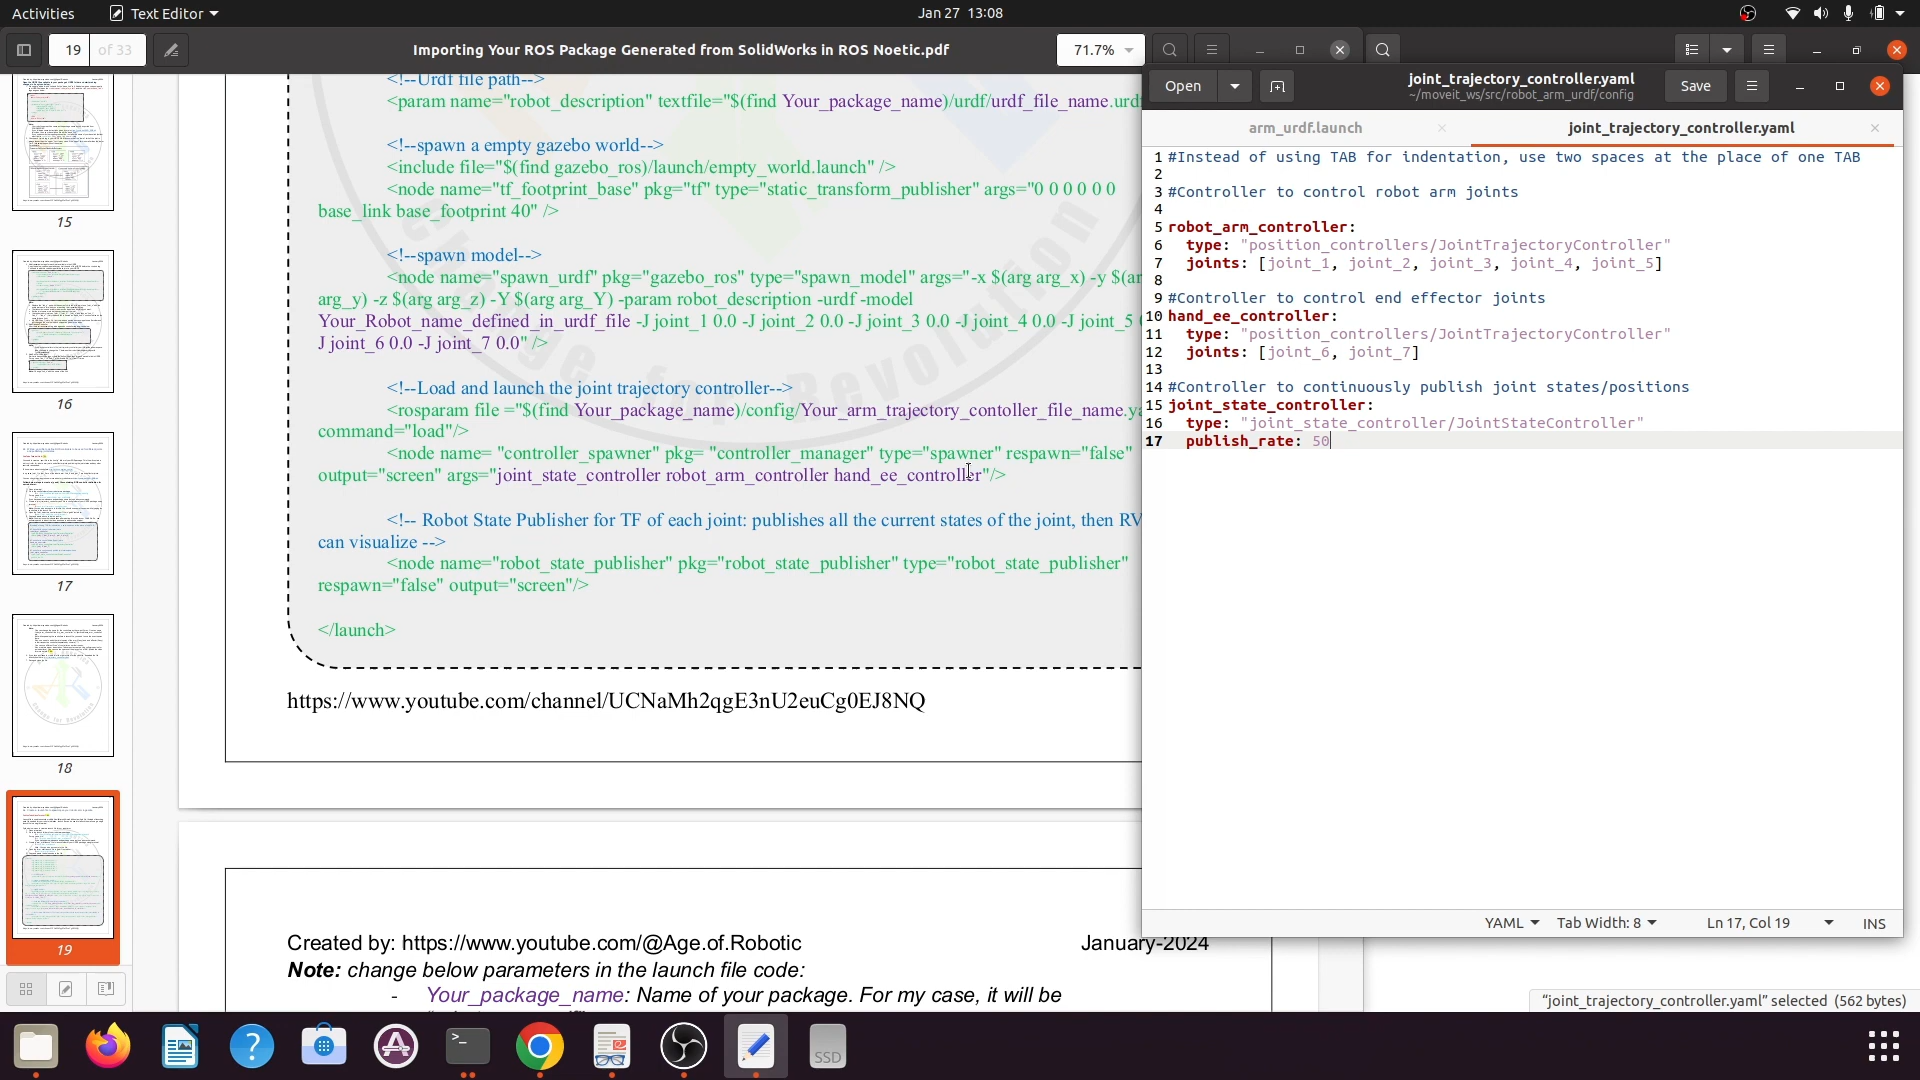 Activities
Text Editor
Jan 27 13:08
19 of 33
Importing Your ROS Package Generated from SolidWorks in ROS Noetic.pdf
71.7%
15
16
17
18
19
<!--Urdf file path-->
<param name="robot_description" textfile="$(find Your_package_name)/urdf/urdf_file_name.urd
<!--spawn a empty gazebo world-->
<include file="$(find gazebo_ros)/launch/empty_world.launch" />
<node name="tf_footprint_base" pkg="tf" type="static_transform_publisher" args="0 0 0 0 0 0
base_link base_footprint 40" />
<!--spawn model-->
<node name="spawn_urdf" pkg="gazebo_ros" type="spawn_model" args="-x $(arg arg_x) -y $(ar
arg_y) -z $(arg arg_z) -Y $(arg arg_Y) -param robot_description -urdf -model
Your_Robot_name_defined_in_urdf_file -J joint_1 0.0 -J joint_2 0.0 -J joint_3 0.0 -J joint_4 0.0 -J joint_5 0
J joint_6 0.0 -J joint_7 0.0" />
<!--Load and launch the joint trajectory controller-->
<rosparam file ="$(find Your_package_name)/config/Your_arm_trajectory_contoller_file_name.ya
command="load"/>
<node name= "controller_spawner" pkg= "controller_manager" type="spawner" respawn="false"
output="screen" args="joint_state_controller robot_arm_controller hand_ee_controller"/>
<!-- Robot State Publisher for TF of each joint: publishes all the current states of the joint, then RV
can visualize -->
<node name="robot_state_publisher" pkg="robot_state_publisher" type="robot_state_publisher"
respawn="false" output="screen"/>
</launch>
Change for Revolution
https://www.youtube.com/channel/UCNaMh2qgE3nU2euCg0EJ8NQ
Created by: https://www.youtube.com/@Age.of.Robotic January-2024
Note: change below parameters in the launch file code:
- Your_package_name: Name of your package. For my case, it will be
Open
joint_trajectory_controller.yaml
~/moveit_ws/src/robot_arm_urdf/config
Save
arm_urdf.launch
joint_trajectory_controller.yaml
1 #Instead of using TAB for indentation, use two spaces at the place of one TAB
2
3 #Controller to control robot arm joints
4
5 robot_arm_controller:
6 type: "position_controllers/JointTrajectoryController"
7 joints: [joint_1, joint_2, joint_3, joint_4, joint_5]
8
9 #Controller to control end effector joints
10 hand_ee_controller:
11 type: "position_controllers/JointTrajectoryController"
12 joints: [joint_6, joint_7]
13
14 #Controller to continuously publish joint states/positions
15 joint_state_controller:
16 type: "joint_state_controller/JointStateController"
17 publish_rate: 50
YAML
Tab Width: 8
Ln 17, Col 19
INS
"joint_trajectory_controller.yaml" selected (562 bytes)
SSD